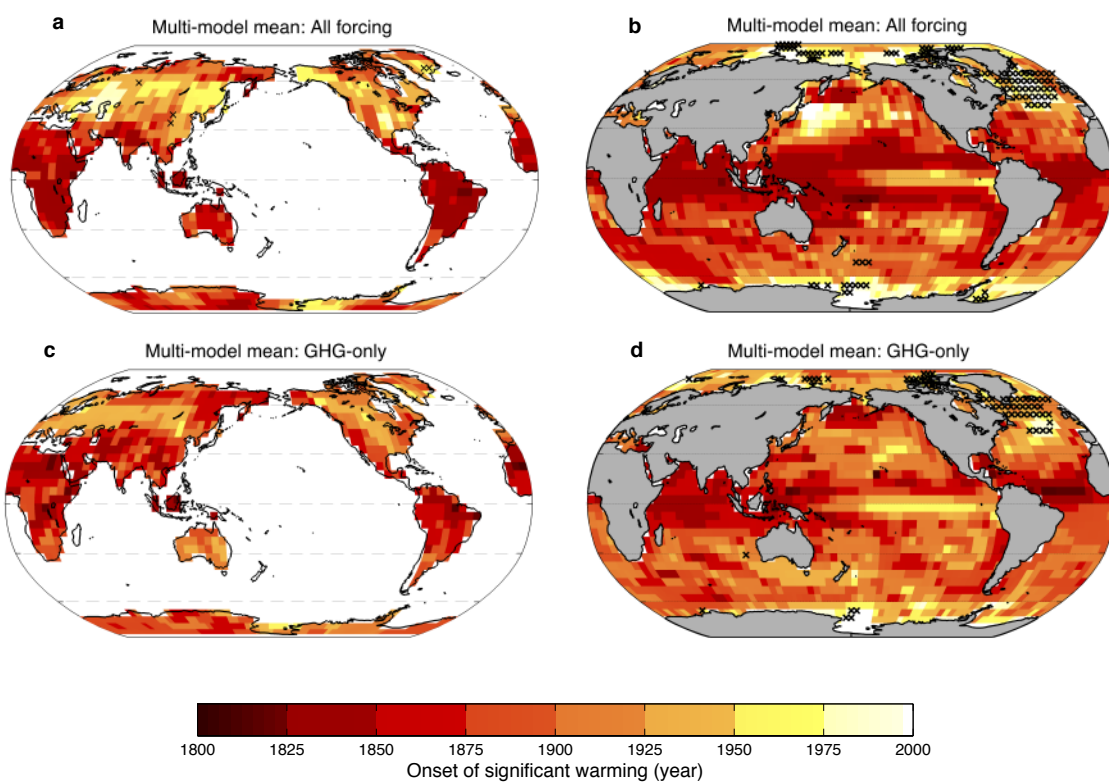 a
Multi-model mean: All forcing
b
Multi-model mean: All forcing
c
Multi-model mean: GHG-only
d
Multi-model mean: GHG-only
1800 1825 1850 1875 1900 1925 1950 1975 2000
Onset of significant warming (year)